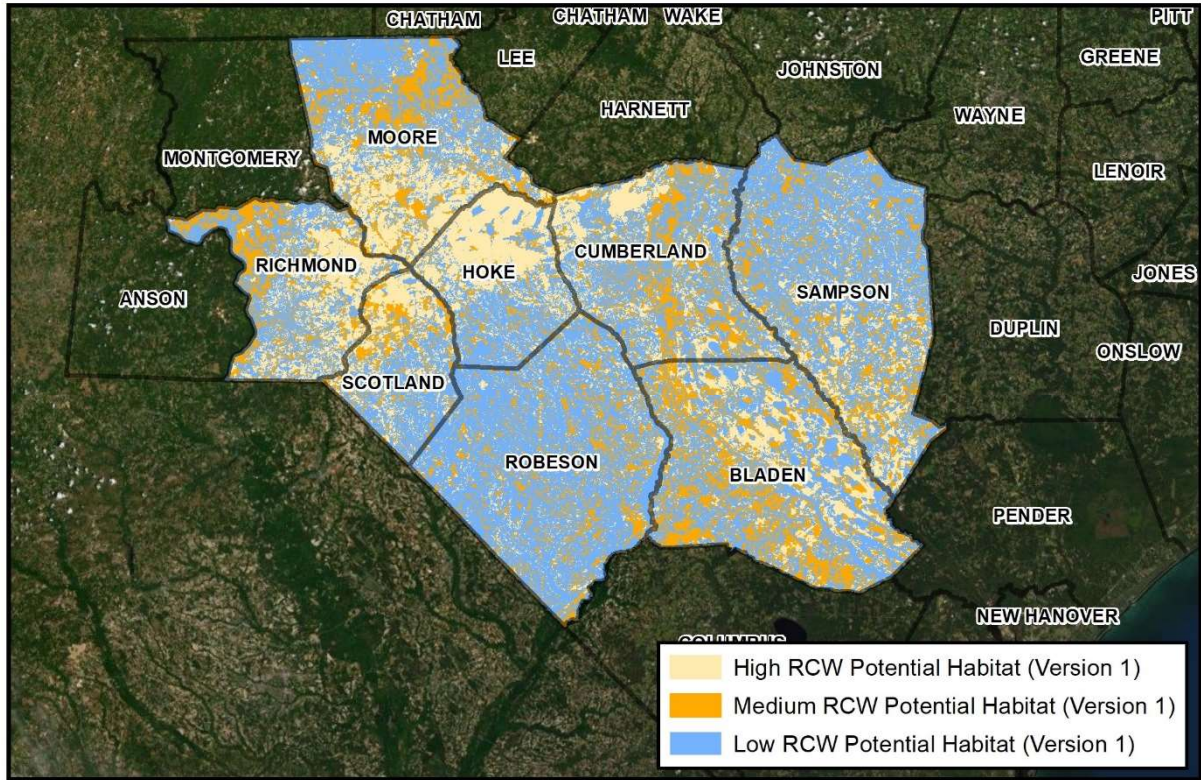 CHATHAM
CHATHAM
WAKE
PITT
LEE
JOHNSTON
GREENE
HARNETT
WAYNE
MOORE
MONTGOMERY
LENOIR
CUMBERLAND
RICHMOND
HOKE
JONES
SAMPSON
ANSON
DUPLIN
ONSLOW
SCOTLAND
ROBESON
BLADEN
PENDER
NEW HANOVER
COLUMBUS
High RCW Potential Habitat (Version 1)
Medium RCW Potential Habitat (Version 1)
Low RCW Potential Habitat (Version 1)